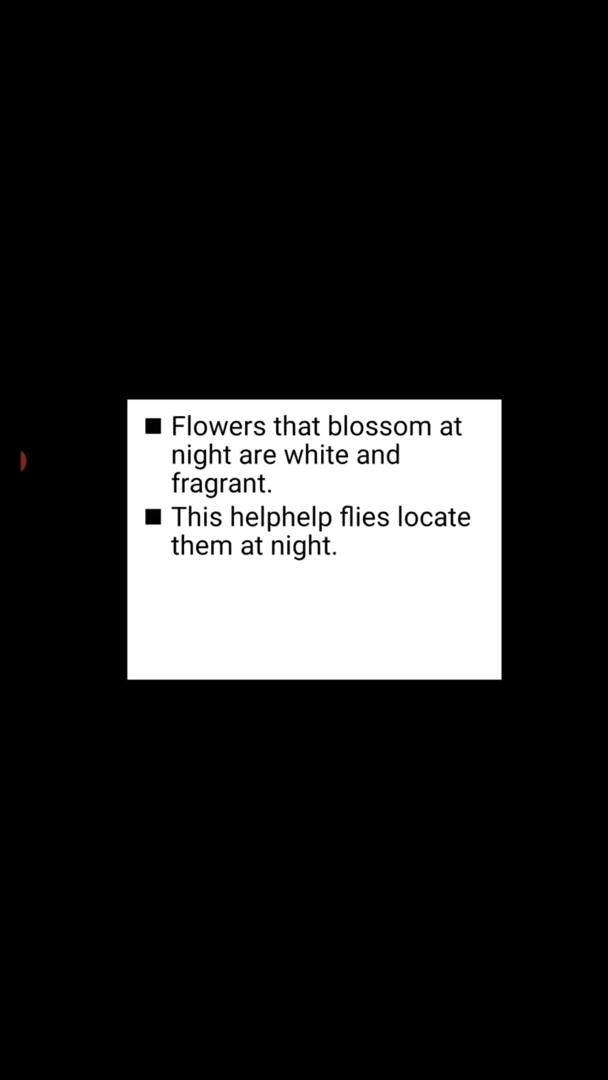 ■ Flowers that blossom at
night are white and
fragrant.
■ This helphelp flies locate
them at night.